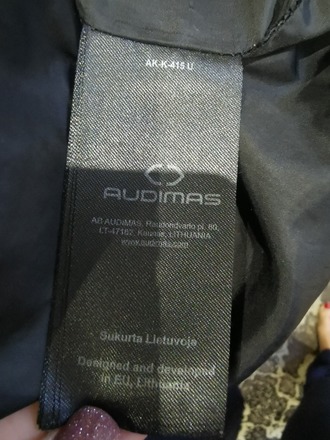 AK-K-415 U
AUDIMAS
AB AUDIMAS, Raudondvario pl. 80,
LT-47182, Kaunas, LITHUANIA
www.audimas.com
Sukurta Lietuvoje
Designed and developed
in EU, Lithuania